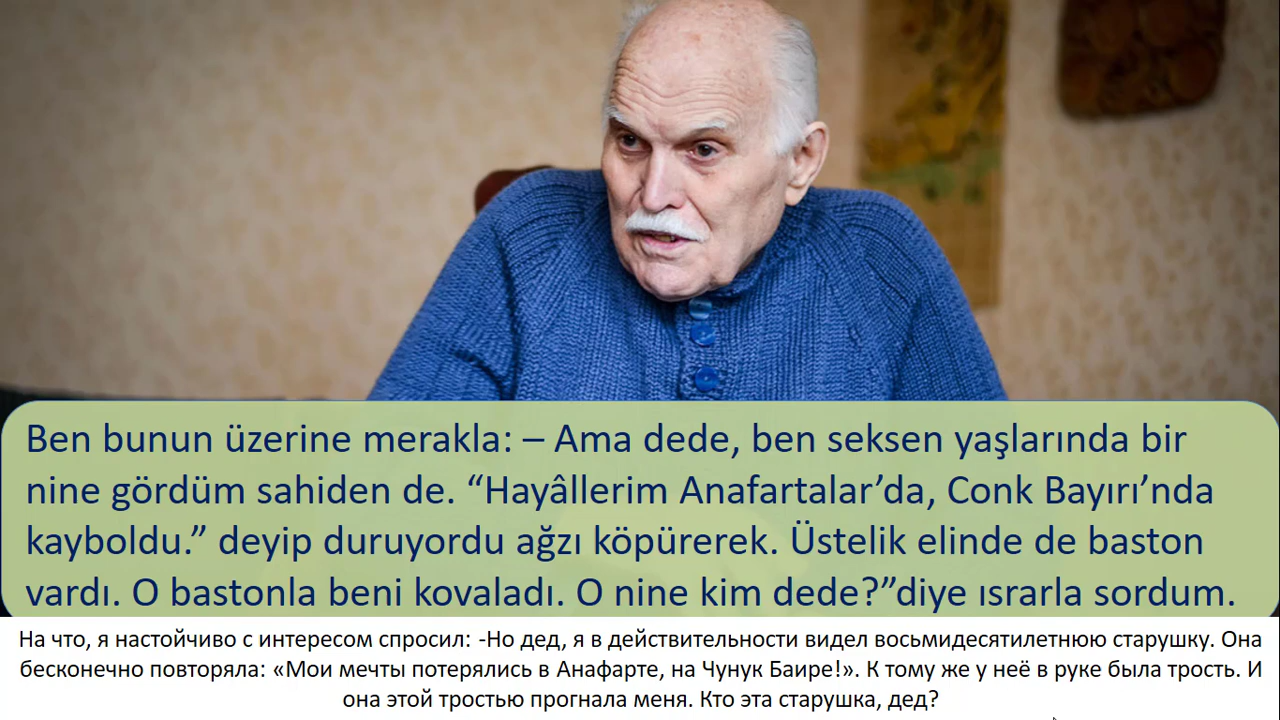 Ben bunun üzerine merakla: – Ama dede, ben seksen yaşlarında bir
nine gördüm sahiden de. “Hayâllerim Anafartalar’da, Conk Bayırı’nda
kayboldu.” deyip duruyordu ağzı köpürerek. Üstelik elinde de baston
vardı. O bastonla beni kovaladı. O nine kim dede?”diye ısrarla sordum.
На что, я настойчиво с интересом спросил: -Но дед, я в действительности видел восьмидесятилетнюю старушку. Она
бесконечно повторяла: «Мои мечты потерялись в Анафарте, на Чунук Баире!». К тому же у неё в руке была трость. И
она этой тростью прогнала меня. Кто эта старушка, дед?